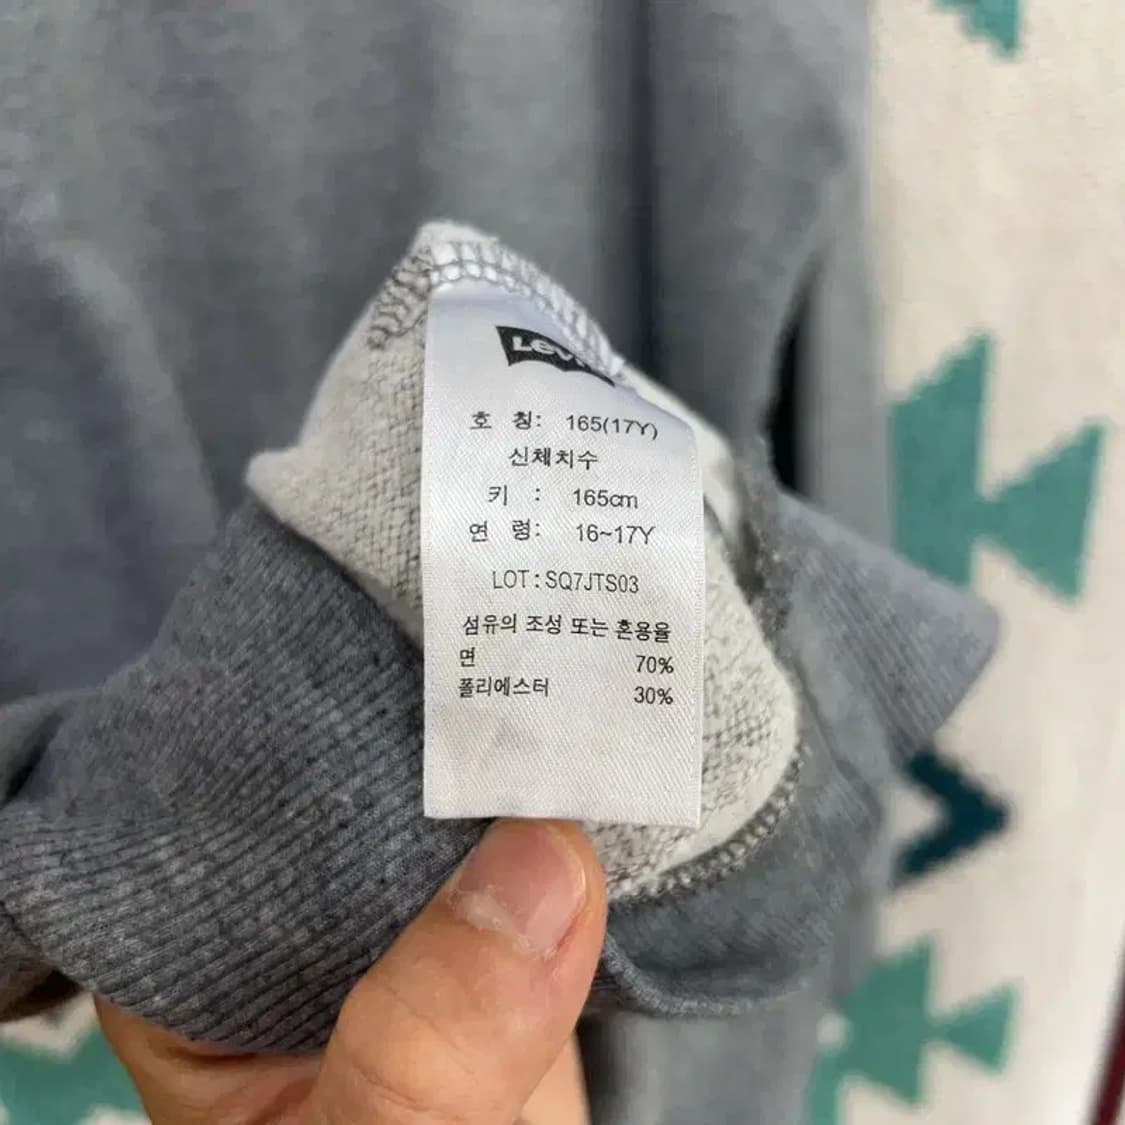 Levi's
호 칭: 165(17Y)
신체치수
키 : 165cm
연 령: 16~17Y
LOT : SQ7JTS03
섬유의 조성 또는 혼용율
면 70%
폴리에스터 30%